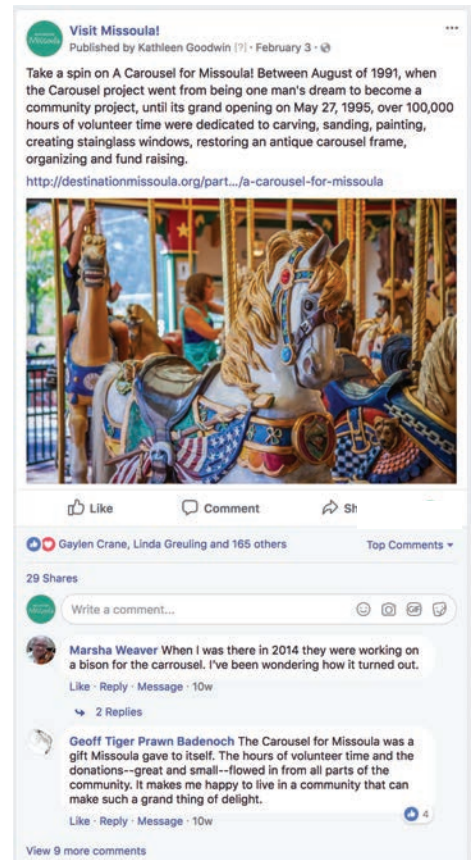 Visit Missoula!
Published by Kathleen Goodwin [?] · February 3 ·
Take a spin on A Carousel for Missoula! Between August of 1991, when
the Carousel project went from being one man's dream to become a
community project, until its grand opening on May 27, 1995, over 100,000
hours of volunteer time were dedicated to carving, sanding, painting,
creating stainglass windows, restoring an antique carousel frame,
organizing and fund raising.
http://destinationmissoula.org/part.../a-carousel-for-missoula
Like Comment Sh
Gaylen Crane, Linda Greuling and 165 others Top Comments
29 Shares
Missoula
Write a comment... GIF
Marsha Weaver When I was there in 2014 they were working on
a bison for the carrousel. I've been wondering how it turned out.
Like · Reply · Message · 10w
2 Replies
Geoff Tiger Prawn Badenoch The Carousel for Missoula was a
gift Missoula gave to itself. The hours of volunteer time and the
donations--great and small--flowed in from all parts of the
community. It makes me happy to live in a community that can
make such a grand thing of delight.
4
Like · Reply · Message · 10w
View 9 more comments